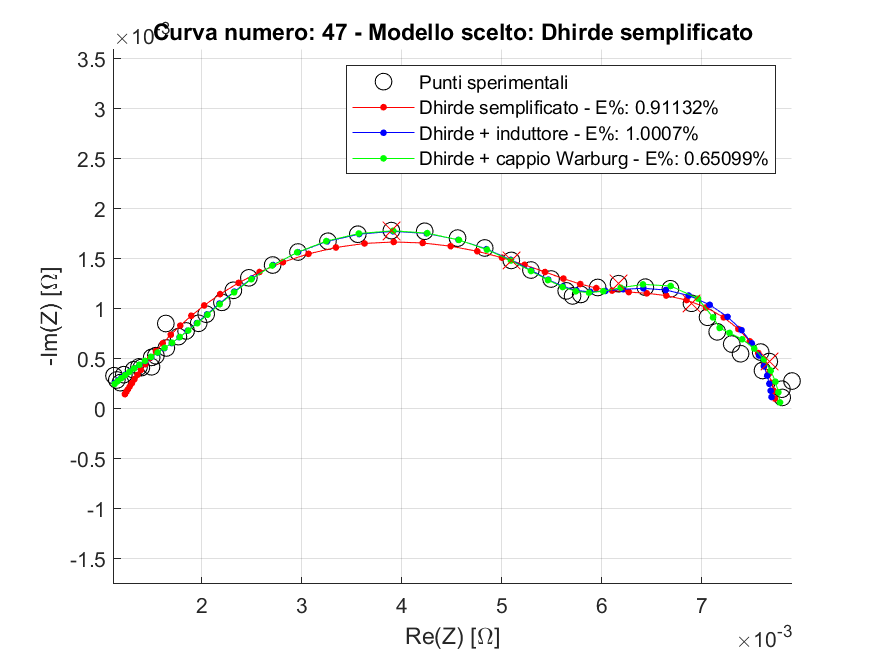 Curva numero: 47 - Modello scelto: Dhirde semplificato
×10-3
3.5
3
2.5
2
1.5
1
0.5
0
-0.5
-1
-1.5
-Im(Z) [Ω]
Punti sperimentali
Dhirde semplificato - E%: 0.91132%
Dhirde + induttore - E%: 1.0007%
Dhirde + cappio Warburg - E%: 0.65099%
2 3 4 5 6 7
Re(Z) [Ω]
×10-3